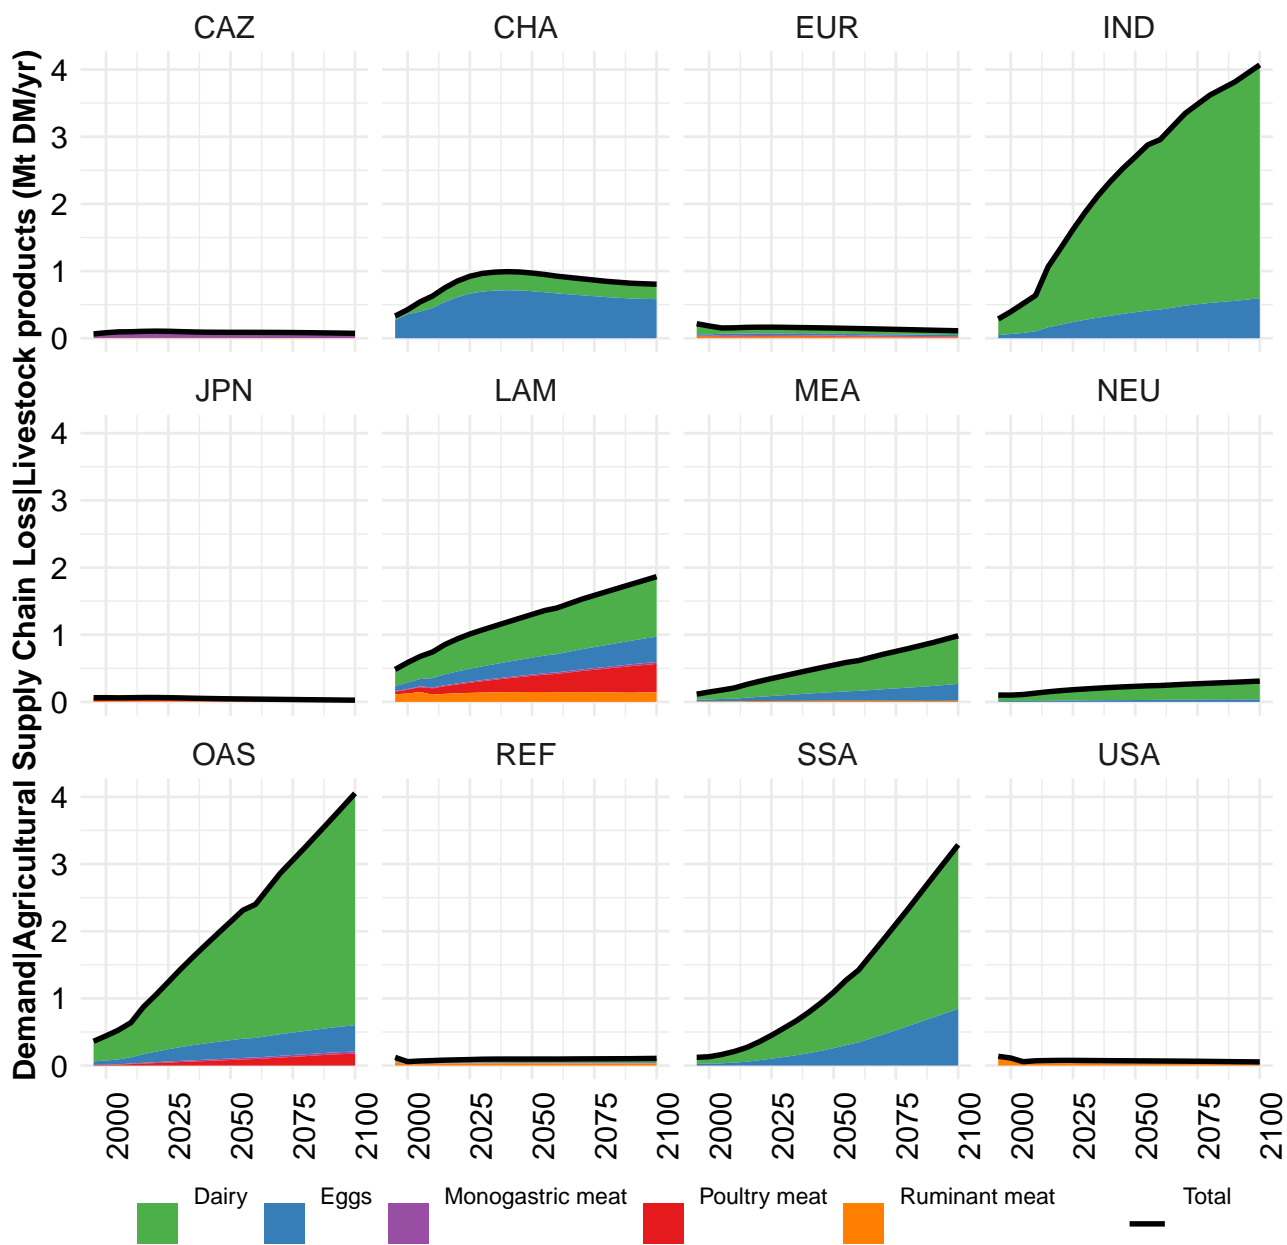 Demand|Agricultural Supply Chain Loss|Livestock products (Mt DM/yr)
CAZ CHA EUR IND
4
3
2
1
0
JPN LAM MEA NEU
4
3
2
1
0
OAS REF SSA USA
4
3
2
1
0
2000 2025 2050 2075 2100 2000 2025 2050 2075 2100 2000 2025 2050 2075 2100 2000 2025 2050 2075 2100
Dairy Eggs Monogastric meat Poultry meat Ruminant meat Total